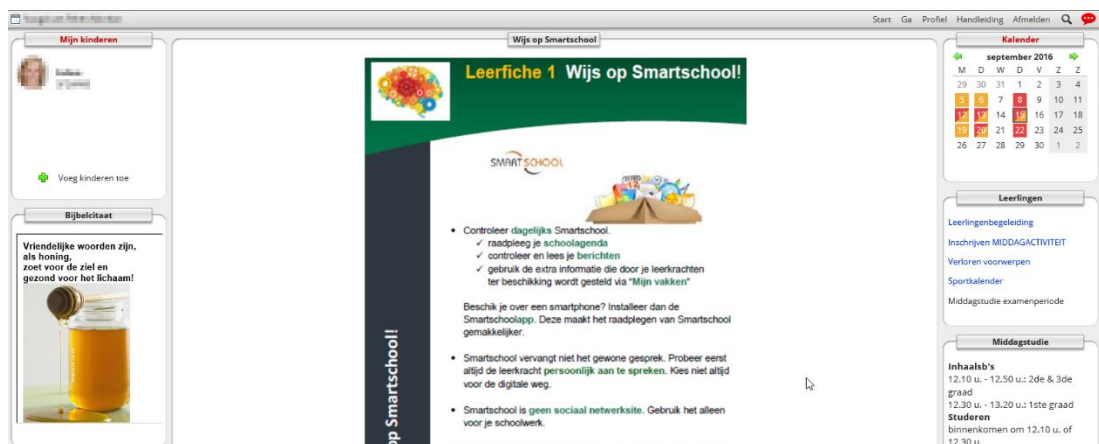 Start Ga Profiel Handleiding Afmelden
Mijn kinderen
Voeg kinderen toe
Bijbelcitaat
Vriendelijke woorden zijn,
als honing,
zoet voor de ziel en
gezond voor het lichaam!
Wijs op Smartschool
Leerfiche 1 Wijs op Smartschool!
SMARTSCHOOL
• Controleer dagelijks Smartschool.
✓ raadpleeg je schoolagenda
✓ controleer en lees je berichten
✓ gebruik de extra informatie die door je leerkrachten
ter beschikking wordt gesteld via "Mijn vakken"
Beschik je over een smartphone? Installeer dan de
Smartschoolapp. Deze maakt het raadplegen van Smartschool
gemakkelijker.
• Smartschool vervangt niet het gewone gesprek. Probeer eerst
altijd de leerkracht persoonlijk aan te spreken. Kies niet altijd
voor de digitale weg.
• Smartschool is geen sociaal netwerksite. Gebruik het alleen
voor je schoolwerk.
op Smartschool!
Kalender
september 2016
M D W D V Z Z
29 30 31 1 2 3 4
5 6 7 8 9 10 11
12 13 14 15 16 17 18
19 20 21 22 23 24 25
26 27 28 29 30 1 2
Leerlingen
Leerlingenbegeleiding
Inschrijven MIDDAGACTIVITEIT
Verloren voorwerpen
Sportkalender
Middagstudie examenperiode
Middagstudie
Inhaalsb's
12.10 u. - 12.50 u.: 2de & 3de
graad
12.30 u. - 13.20 u.: 1ste graad
Studeren
binnenkomen om 12.10 u. of
12.30 u.